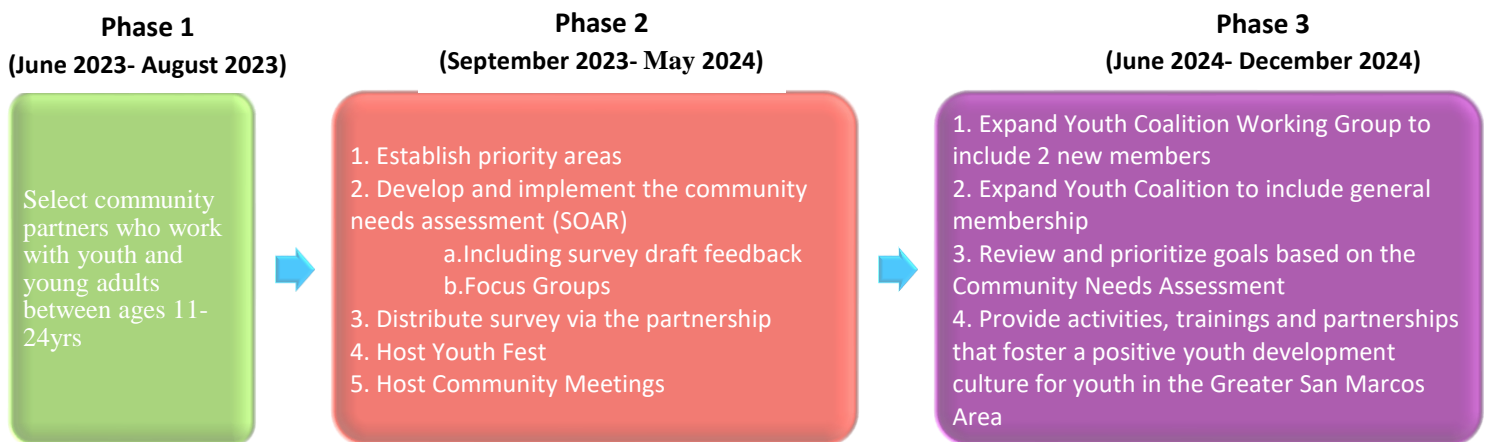 Phase 1
(June 2023- August 2023)
Select community
partners who work
with youth and
young adults
between ages 11-
24yrs
Phase 2
(September 2023- May 2024)
1. Establish priority areas
2. Develop and implement the community
needs assessment (SOAR)
a.Including survey draft feedback
b.Focus Groups
3. Distribute survey via the partnership
4. Host Youth Fest
5. Host Community Meetings
Phase 3
(June 2024- December 2024)
1. Expand Youth Coalition Working Group to
include 2 new members
2. Expand Youth Coalition to include general
membership
3. Review and prioritize goals based on the
Community Needs Assessment
4. Provide activities, trainings and partnerships
that foster a positive youth development
culture for youth in the Greater San Marcos
Area